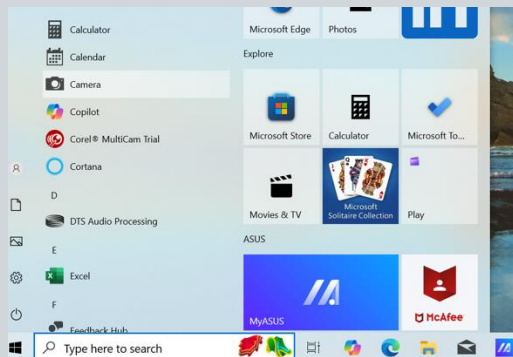 Calculator
Calendar
Camera
Copilot
Corel® MultiCam Trial
Cortana
D
DTS Audio Processing
E
Excel
F
Feedback Hub
Microsoft Edge
Photos
Explore
Microsoft Store
Calculator
Microsoft To...
Movies & TV
Microsoft
Solitaire Collection
Play
ASUS
MyASUS
McAfee
Type here to search